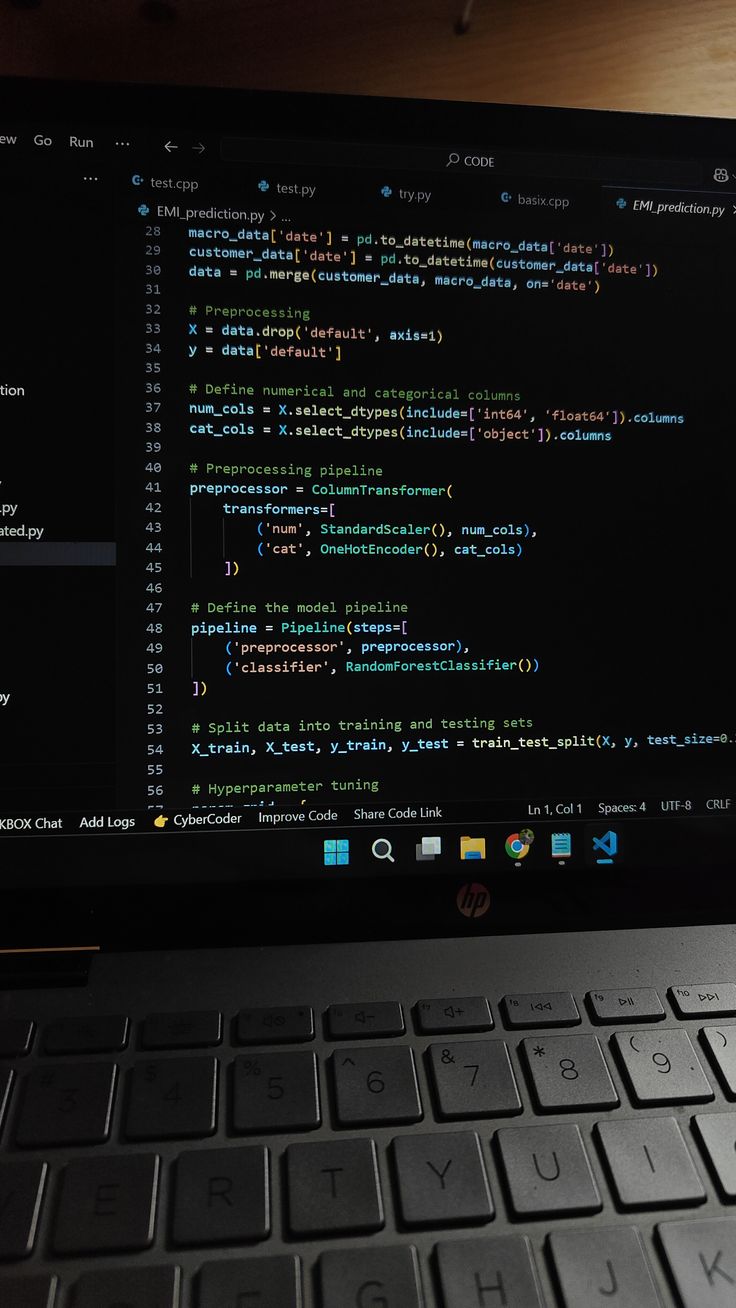 ew Go Run ...
CODE
test.cpp test.py try.py basix.cpp EMI_prediction.py
EMI_prediction.py > ...
28 macro_data['date'] = pd.to_datetime(macro_data['date'])
29 customer_data['date'] = pd.to_datetime(customer_data['date'])
30 data = pd.merge(customer_data, macro_data, on='date')
31
32 # Preprocessing
33 X = data.drop('default', axis=1)
34 y = data['default']
35
36 # Define numerical and categorical columns
37 num_cols = X.select_dtypes(include=['int64', 'float64']).columns
38 cat_cols = X.select_dtypes(include=['object']).columns
39
40 # Preprocessing pipeline
41 preprocessor = ColumnTransformer(
42 transformers=[
43 ('num', StandardScaler(), num_cols),
44 ('cat', OneHotEncoder(), cat_cols)
45 ])
46
47 # Define the model pipeline
48 pipeline = Pipeline(steps=[
49 ('preprocessor', preprocessor),
50 ('classifier', RandomForestClassifier())
51 ])
52
53 # Split data into training and testing sets
54 X_train, X_test, y_train, y_test = train_test_split(X, y, test_size=0.
55
56 # Hyperparameter tuning
57
tion
.py
ated.py
py
KBOX Chat Add Logs 👉 CyberCoder Improve Code Share Code Link Ln 1, Col 1 Spaces: 4 UTF-8 CRLF
hp
f7 f8 f9 f10
# 3 $ 4 % 5 ^ 6 & 7 * 8 ( 9 )
E R T Y U I
F G H J K